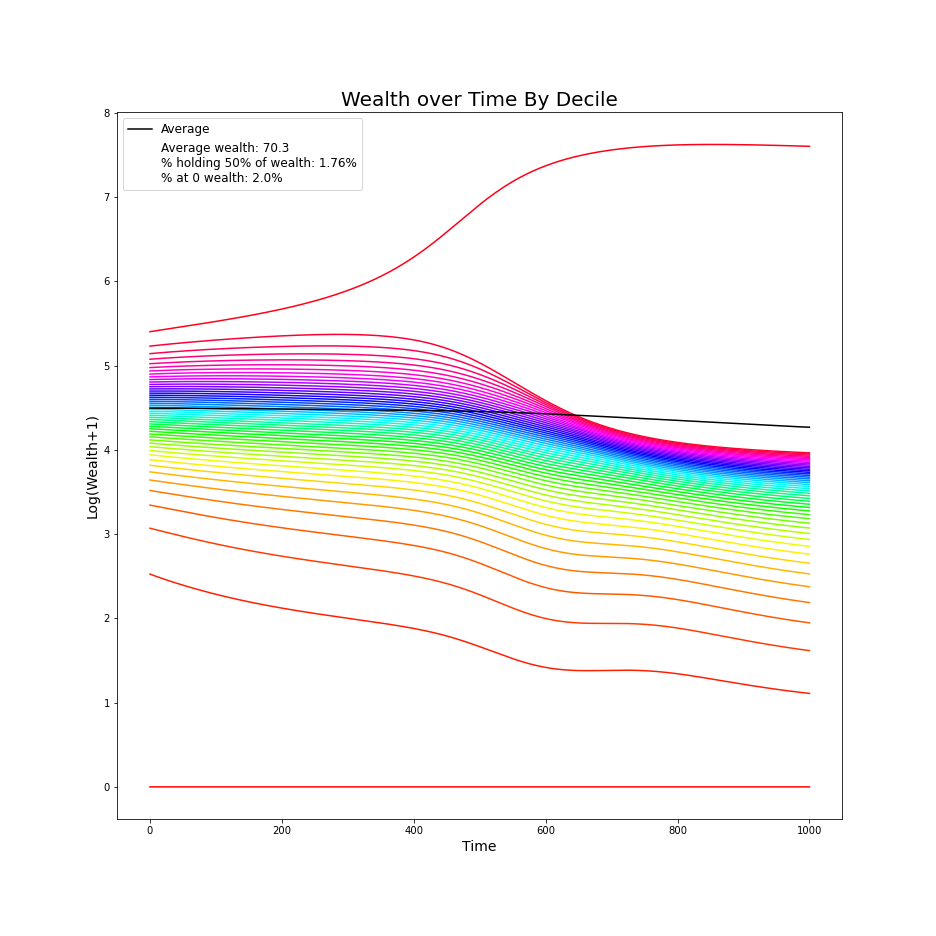 Wealth over Time By Decile
Average
Average wealth: 70.3
% holding 50% of wealth: 1.76%
% at 0 wealth: 2.0%
8
7
6
5
4
3
2
1
0
Log(Wealth+1)
0 200 400 600 800 1000
Time